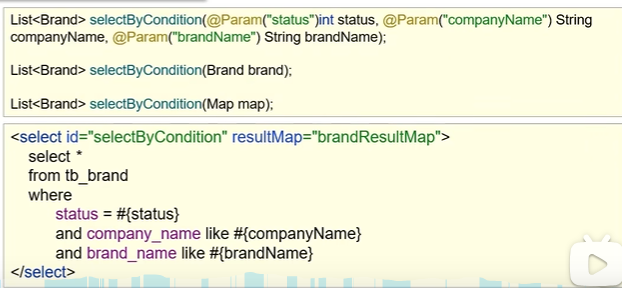 List<Brand> selectByCondition(@Param("status")int status, @Param("companyName") String
companyName, @Param("brandName") String brandName);
List<Brand> selectByCondition(Brand brand);
List<Brand> selectByCondition(Map map);
<select id="selectByCondition" resultMap="brandResultMap">
select *
from tb_brand
where
status = #{status}
and company_name like #{companyName}
and brand_name like #{brandName}
</select>